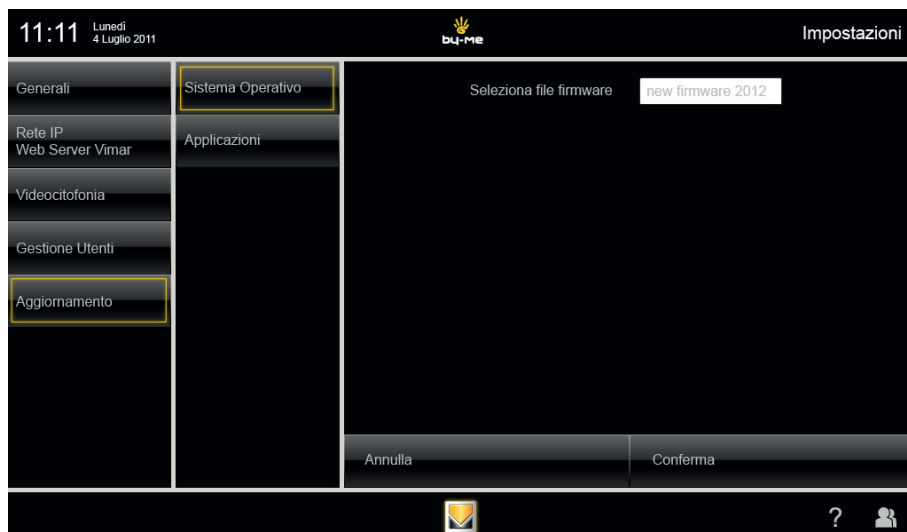 11:11
Lunedì
4 Luglio 2011
by-me
Impostazioni
Generali
Rete IP
Web Server Vimar
Videocitofonia
Gestione Utenti
Aggiornamento
Sistema Operativo
Applicazioni
Seleziona file firmware
new firmware 2012
Annulla
Conferma
?